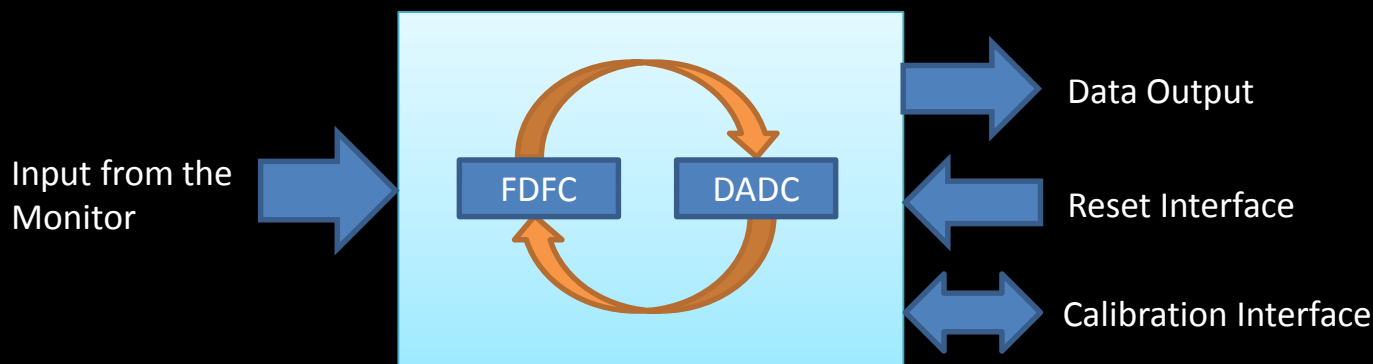 Input from the
Monitor
FDFC
DADC
Data Output
Reset Interface
Calibration Interface